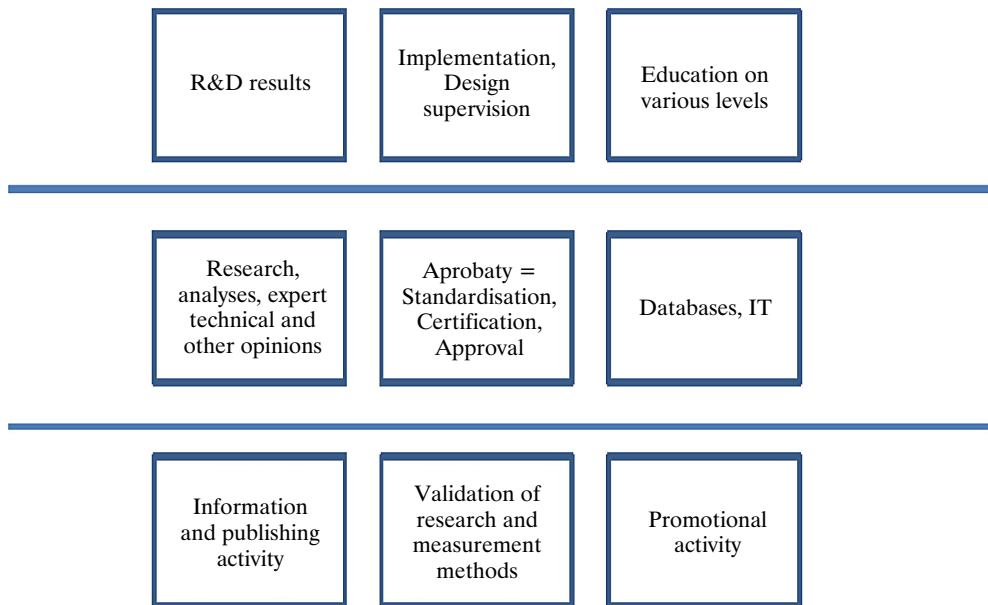 R&D results
Implementation,
Design
supervision
Education on
various levels
Research,
analyses, expert
technical and
other opinions
Aprobaty =
Standardisation,
Certification,
Approval
Databases, IT
Information
and publishing
activity
Validation of
research and
measurement
methods
Promotional
activity